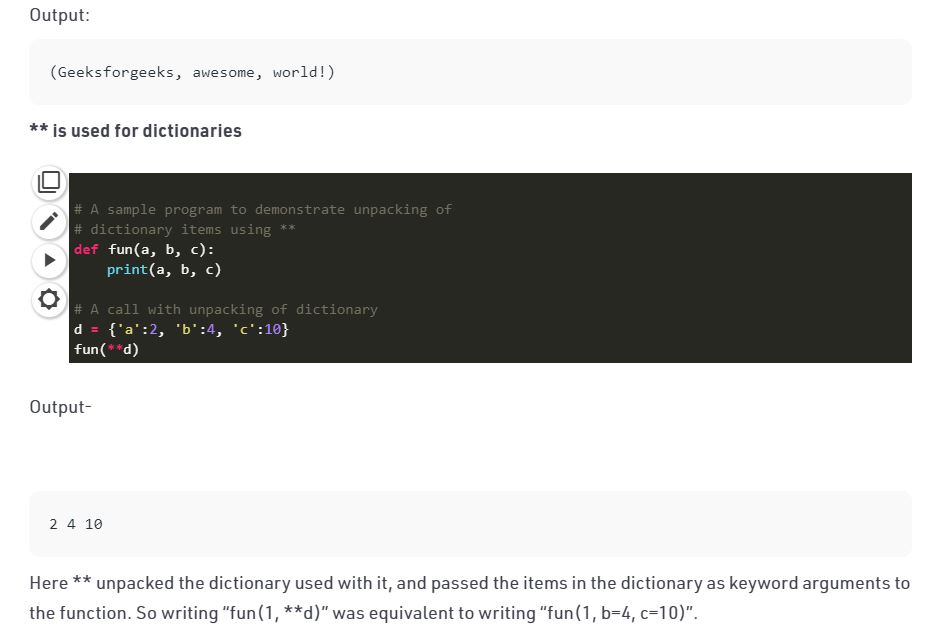 Output:
(Geeksforgeeks, awesome, world!)
** is used for dictionaries
# A sample program to demonstrate unpacking of
# dictionary items using **
def fun(a, b, c):
    print(a, b, c)
# A call with unpacking of dictionary
d = {'a':2, 'b':4, 'c':10}
fun(**d)
Output-
2 4 10
Here ** unpacked the dictionary used with it, and passed the items in the dictionary as keyword arguments to
the function. So writing “fun(1, **d)” was equivalent to writing “fun(1, b=4, c=10)”.